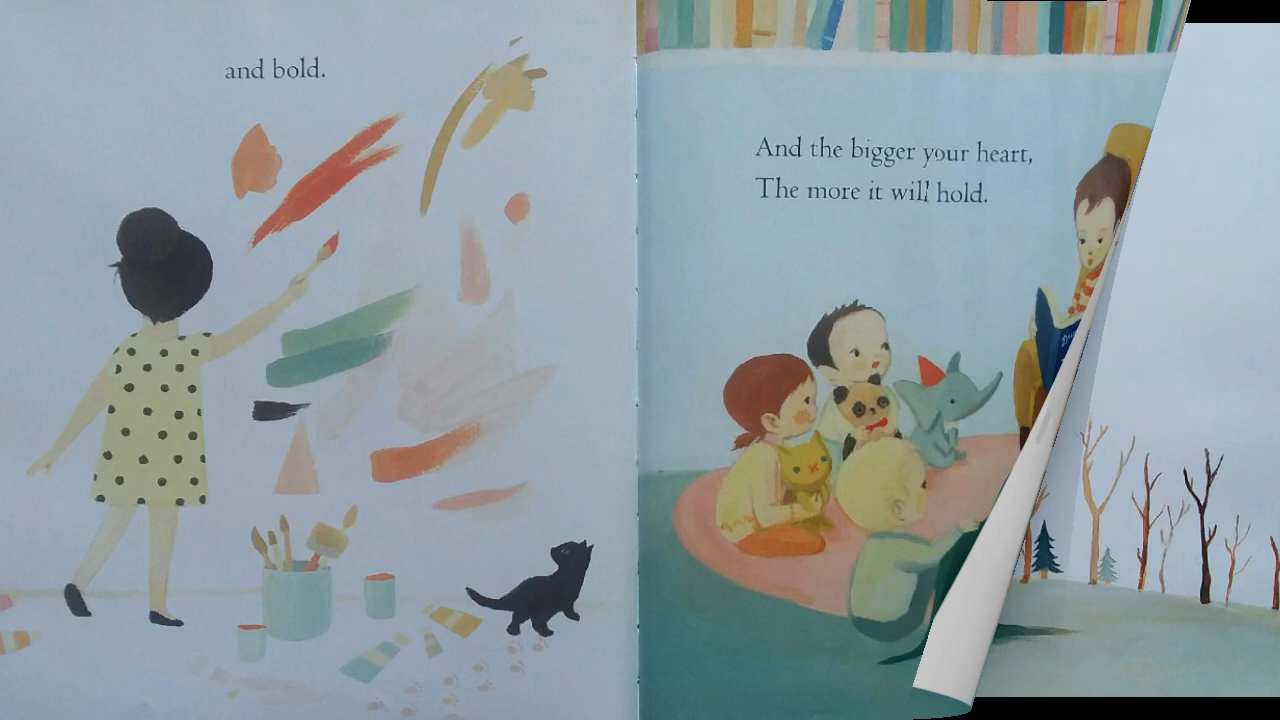 and bold.
And the bigger your heart,
The more it will hold.